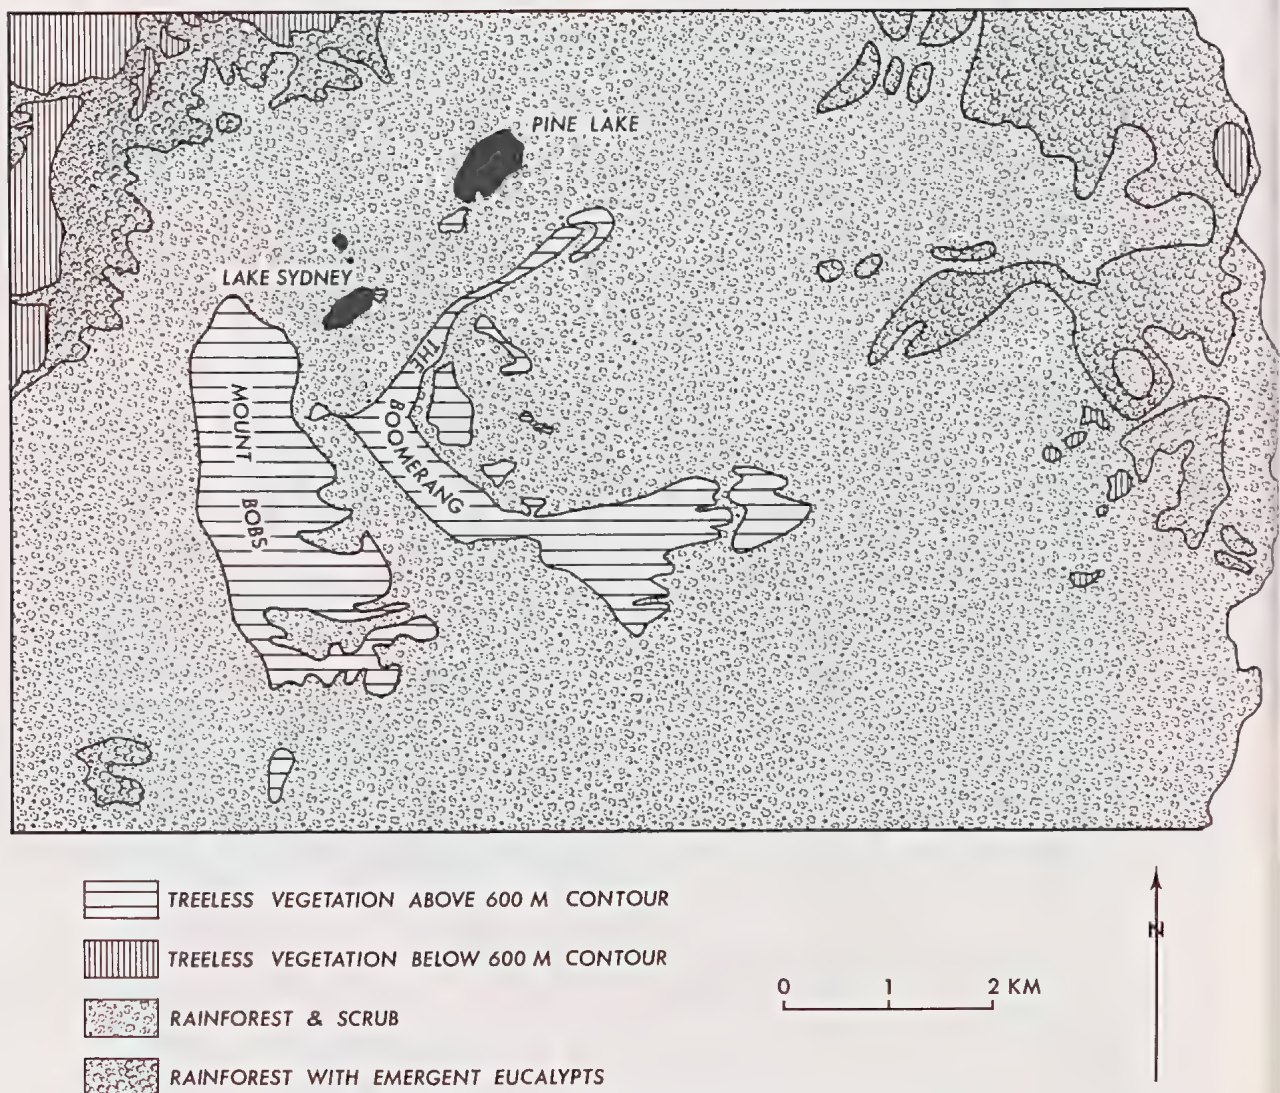 PINE LAKE
LAKE SYDNEY
THE
BOOMERANG
MOUNT
BOBS
TREELESS VEGETATION ABOVE 600 M CONTOUR
TREELESS VEGETATION BELOW 600 M CONTOUR
N
0 1 2 KM
RAINFOREST & SCRUB
RAINFOREST WITH EMERGENT EUCALYPTS